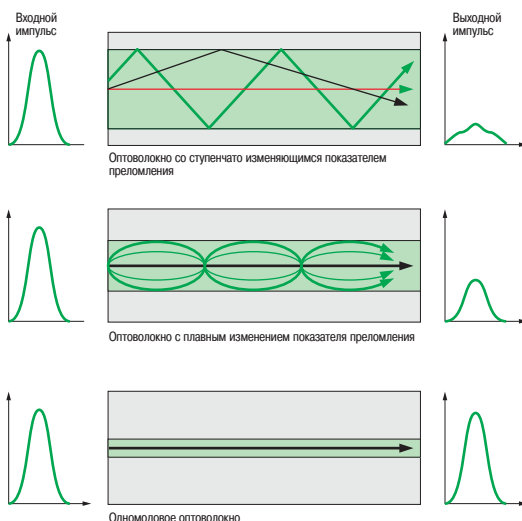 Входной
импульс
Выходной
импульс
Оптоволокно со ступенчато изменяющимся показателем
преломления
Оптоволокно с плавным изменением показателя преломления
Одномодовое оптоволокно